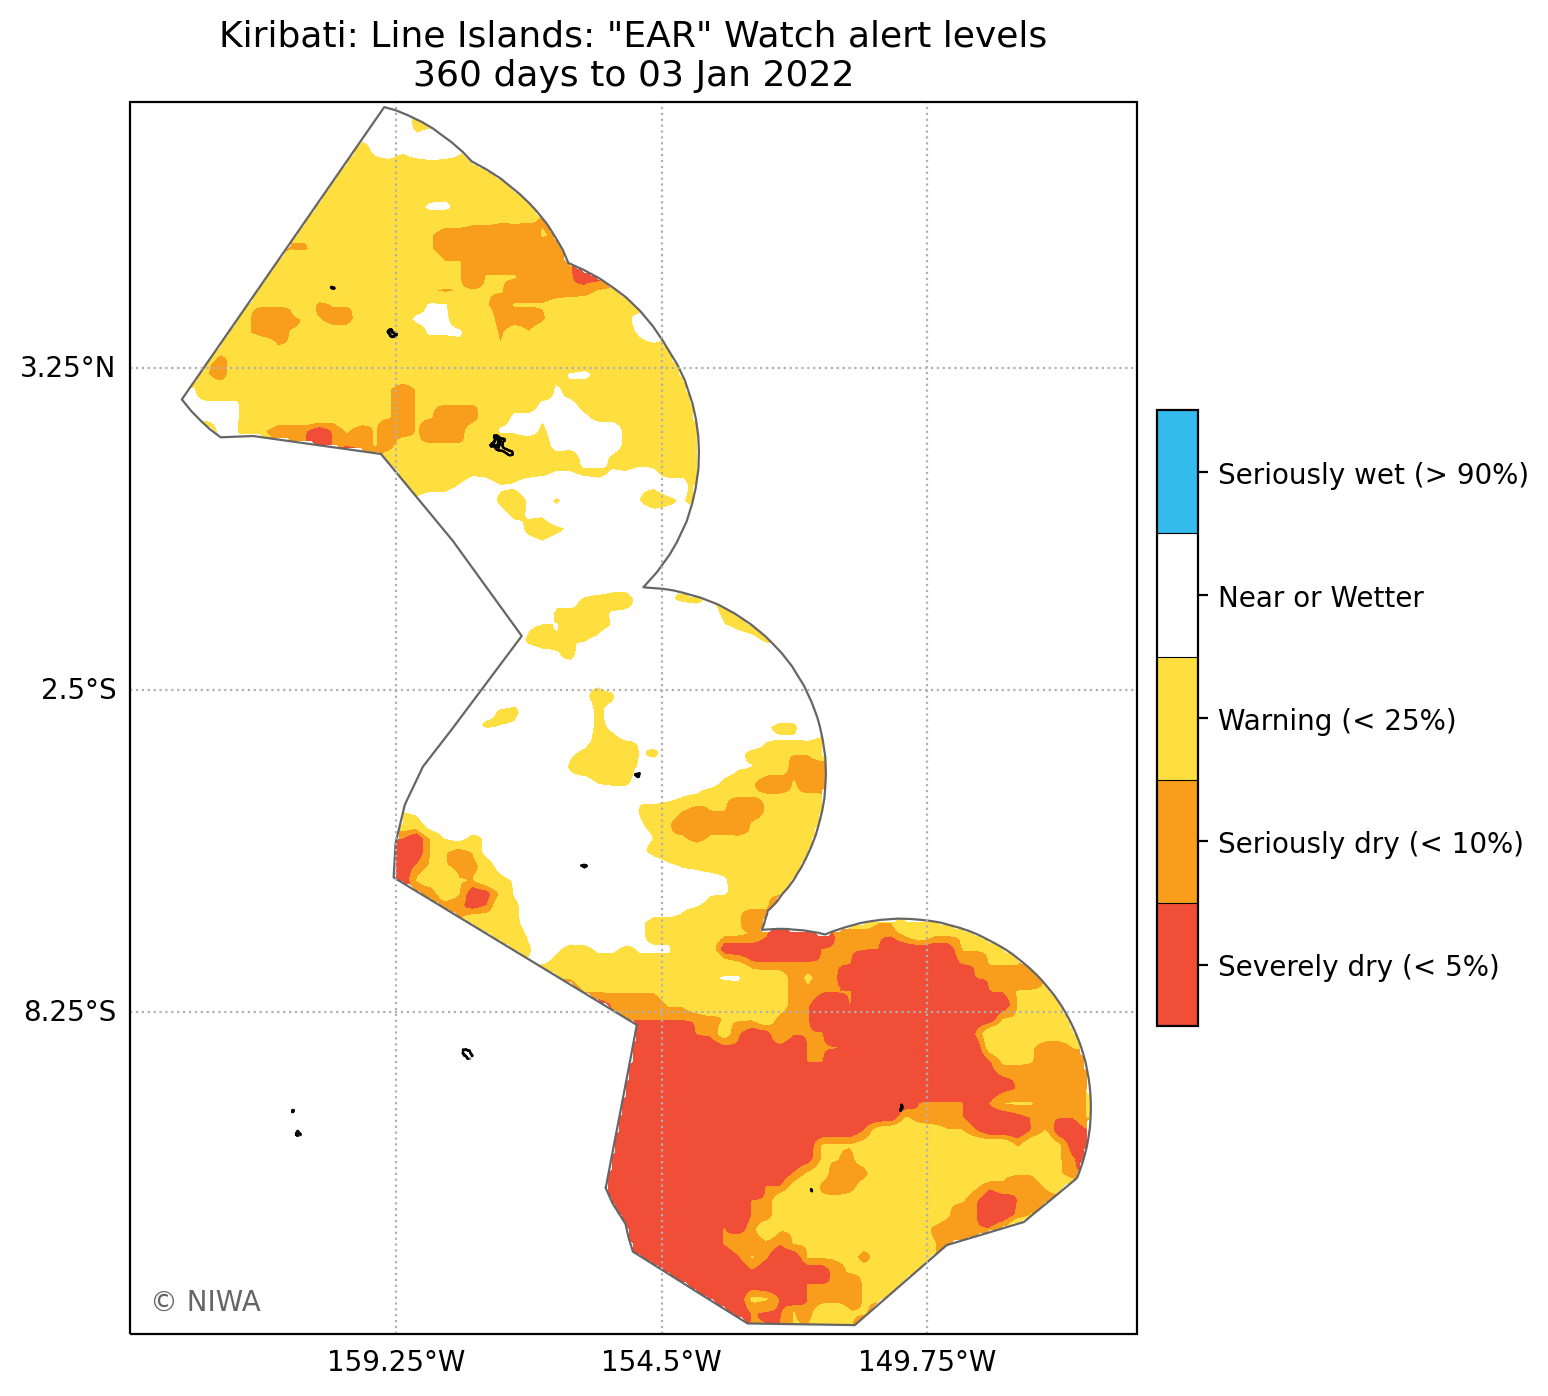 Kiribati: Line Islands: "EAR" Watch alert levels
360 days to 03 Jan 2022
3.25°N
2.5°S
8.25°S
159.25°W
154.5°W
149.75°W
© NIWA
Seriously wet (> 90%)
Near or Wetter
Warning (< 25%)
Seriously dry (< 10%)
Severely dry (< 5%)